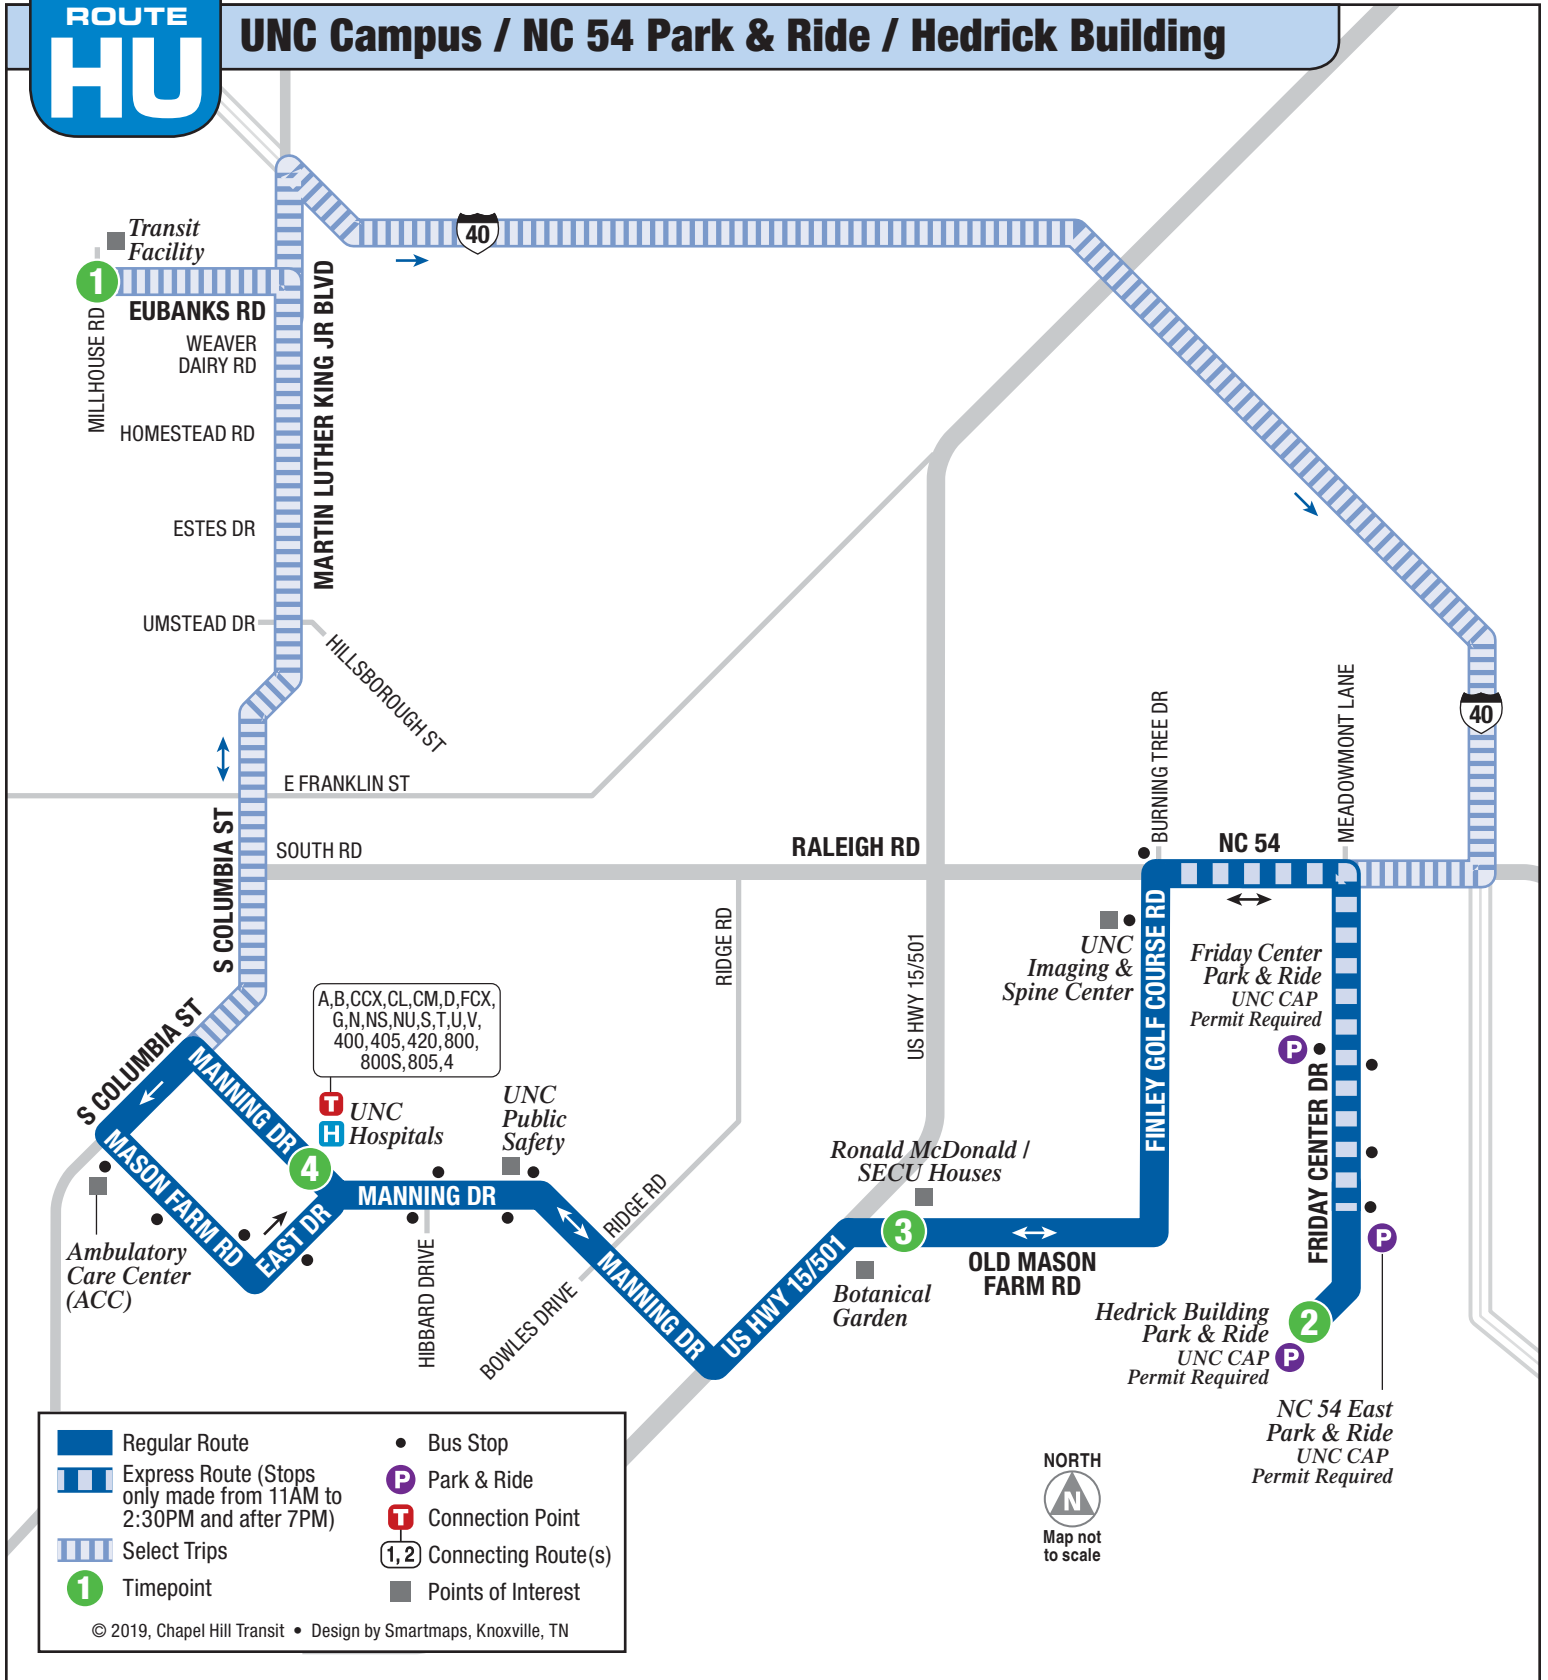 ROUTE
HU
UNC Campus / NC 54 Park & Ride / Hedrick Building
40
Transit
Facility
1
EUBANKS RD
MILLHOUSE RD
WEAVER
DAIRY RD
HOMESTEAD RD
ESTES DR
MARTIN LUTHER KING JR BLVD
UMSTEAD DR
HILLSBOROUGH ST
E FRANKLIN ST
S COLUMBIA ST
SOUTH RD
RALEIGH RD
BURNING TREE DR
NC 54
MEADOWMONT LANE
40
RIDGE RD
US HWY 15/501
UNC
Imaging &
Spine Center
FINLEY GOLF COURSE RD
Friday Center
Park & Ride
UNC CAP
Permit Required
P
FRIDAY CENTER DR
S COLUMBIA ST
MANNING DR
A,B,CCX,CL,CM,D,FCX,
G,N,NS,NU,S,T,U,V,
400,405,420,800,
800S,805,4
T
H
UNC
Hospitals
UNC
Public
Safety
4
MANNING DR
MASON FARM RD
EAST DR
Ambulatory
Care Center
(ACC)
HIBBARD DRIVE
BOWLES DRIVE
RIDGE RD
MANNING DR
US HWY 15/501
Ronald McDonald /
SECU Houses
3
OLD MASON
FARM RD
Botanical
Garden
P
Hedrick Building
Park & Ride
UNC CAP
Permit Required
2
P
NC 54 East
Park & Ride
UNC CAP
Permit Required
NORTH
N
Map not
to scale
Regular Route
Express Route (Stops
only made from 11AM to
2:30PM and after 7PM)
Select Trips
1 Timepoint
Bus Stop
P Park & Ride
T Connection Point
1,2 Connecting Route(s)
Points of Interest
© 2019, Chapel Hill Transit • Design by Smartmaps, Knoxville, TN